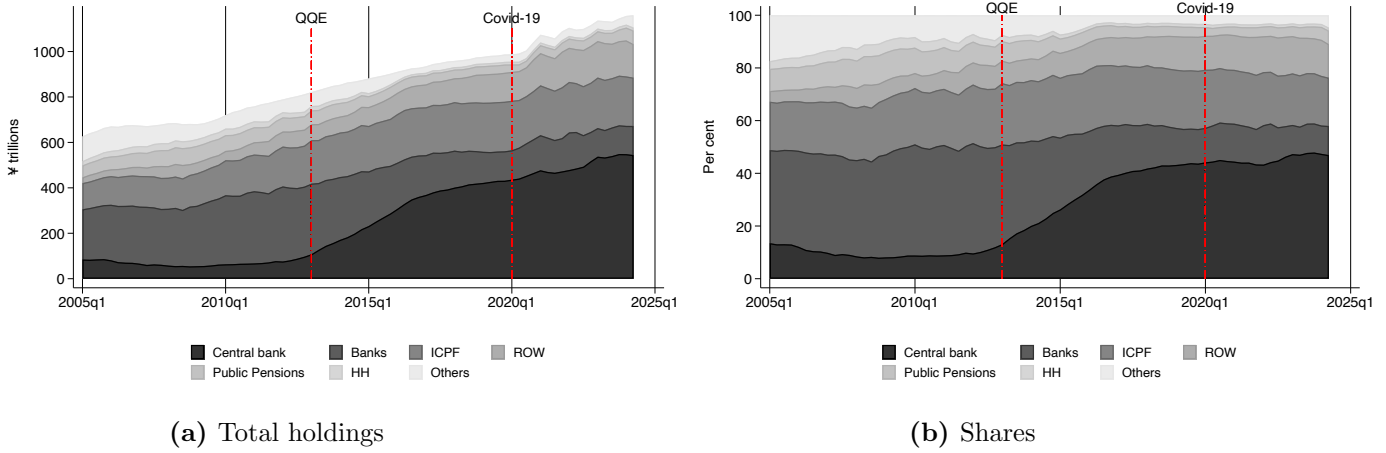 QQE
Covid-19
¥ trillions
1000
800
600
400
200
0
2005q1 2010q1 2015q1 2020q1 2025q1
Central bank Banks ICPF ROW
Public Pensions HH Others
(a) Total holdings
QQE
Covid-19
Per cent
100
80
60
40
20
0
2005q1 2010q1 2015q1 2020q1 2025q1
Central bank Banks ICPF ROW
Public Pensions HH Others
(b) Shares